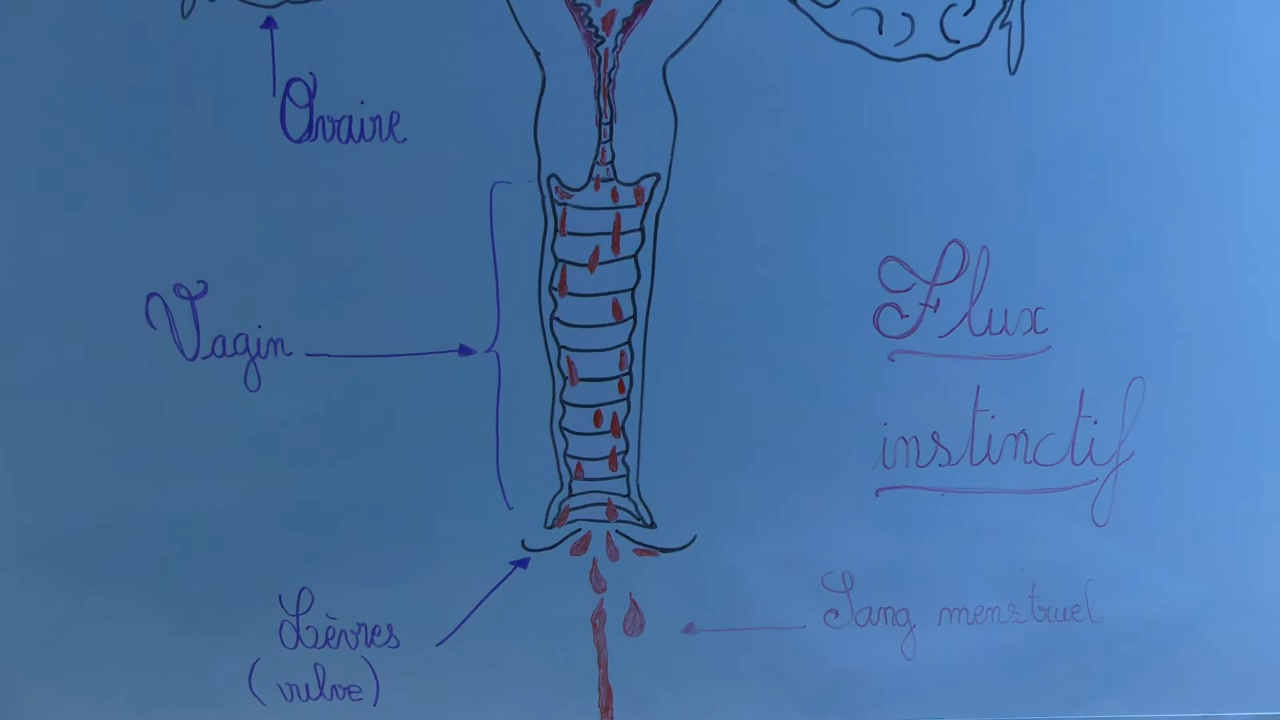 Ovaire
Vagin
Flux
instinctif
Lèvres
(vulve)
Sang menstruel